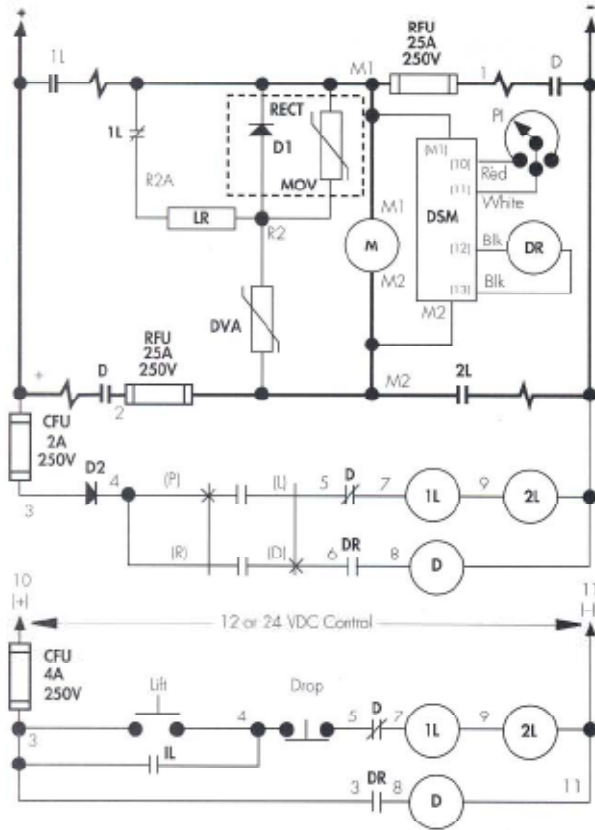 +
-
1L
M1
RFU
25A
250V
1
D
RECT
D1
MOV
1L
R2A
LR
R2
PI
(M1)
(10)
Red
(11)
White
DSM
M1
M
M2
(12)
Blk
DR
(13)
Blk
M2
DVA
RFU
25A
250V
+
D
2
M2
2L
CFU
2A
250V
D2
3
4
(P)
(L)
5
D
7
1L
9
2L
(R)
(D)
6
DR
8
D
10
(+)
12 or 24 VDC Control
11
(-)
CFU
4A
250V
Lift
Drop
3
4
5
D
7
1L
9
2L
IL
3
DR
8
D
11